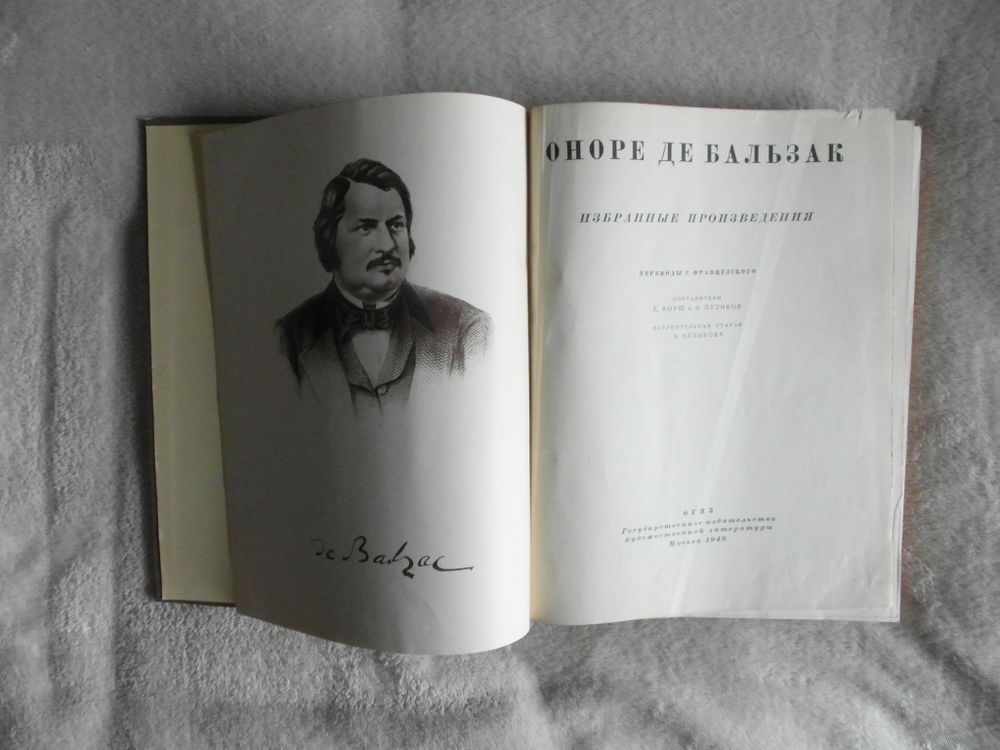 de Balzac
ОНОРЕ ДЕ БАЛЬЗАК
ИЗБРАННЫЕ ПРОИЗВЕДЕНИЯ
ПЕРЕВОДЫ С ФРАНЦУЗСКОГО
СОСТАВИТЕЛИ
Е. КОРШ и А. ПУЗИКОВ
ВСТУПИТЕЛЬНАЯ СТАТЬЯ
А. ПУЗИКОВА
ОГИЗ
Государственное издательство
художественной литературы
Москва 1949